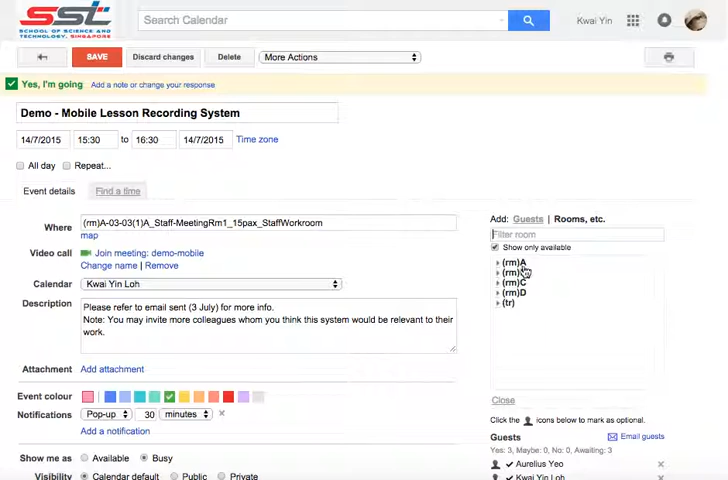 SST
SCHOOL OF SCIENCE AND
TECHNOLOGY, SINGAPORE
Search Calendar
Kwai Yin
SAVE
Discard changes
Delete
More Actions
Yes, I'm going
Add a note or change your response
Demo - Mobile Lesson Recording System
14/7/2015 15:30 to 16:30 14/7/2015 Time zone
All day Repeat...
Event details
Find a time
Where (rm)A-03-03(1)A_Staff-MeetingRm1_15pax_StaffWorkroom
map
Video call Join meeting: demo-mobile
Change name | Remove
Calendar Kwai Yin Loh
Description Please refer to email sent (3 July) for more info.
Note: You may invite more colleagues whom you think this system would be relevant to their
work.
Attachment Add attachment
Event colour
Notifications Pop-up 30 minutes x
Add a notification
Show me as Available Busy
Visibility Calendar default Public Private
Add: Guests | Rooms, etc.
Filter room
Show only available
(rm)A
(rm)C
(rm)D
(tr)
Close
Click the icons below to mark as optional.
Guests Email guests
Yes: 3, Maybe: 0, No: 0, Awaiting: 3
Aurelius Yeo x
Kwai Yin Loh x